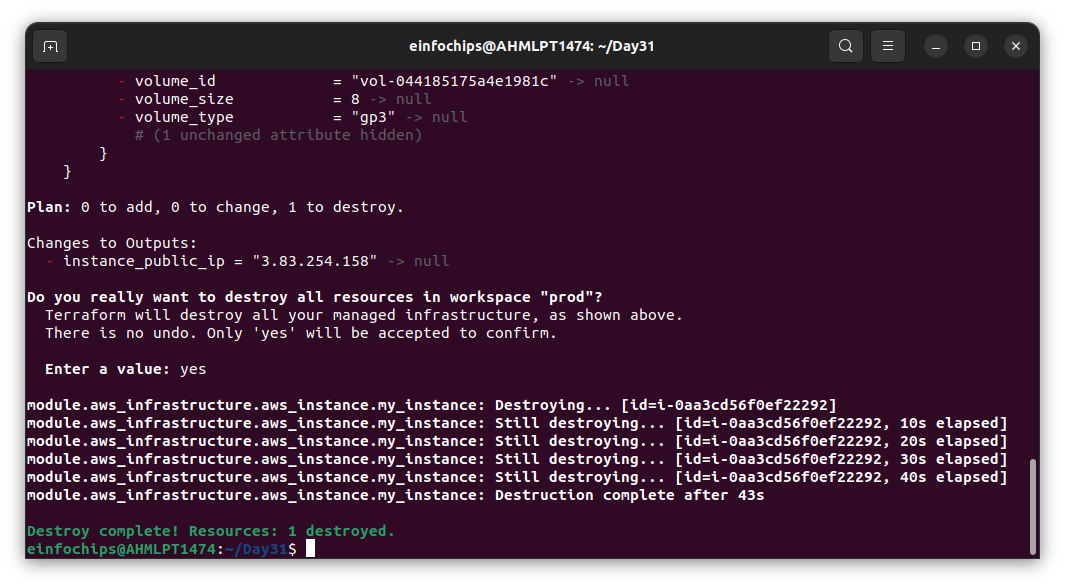 einfochips@AHMLPT1474: ~/Day31
- volume_id             = "vol-044185175a4e1981c" -> null
- volume_size           = 8 -> null
- volume_type           = "gp3" -> null
# (1 unchanged attribute hidden)
}
}
Plan: 0 to add, 0 to change, 1 to destroy.
Changes to Outputs:
- instance_public_ip = "3.83.254.158" -> null
Do you really want to destroy all resources in workspace "prod"?
Terraform will destroy all your managed infrastructure, as shown above.
There is no undo. Only 'yes' will be accepted to confirm.
Enter a value: yes
module.aws_infrastructure.aws_instance.my_instance: Destroying... [id=i-0aa3cd56f0ef22292]
module.aws_infrastructure.aws_instance.my_instance: Still destroying... [id=i-0aa3cd56f0ef22292, 10s elapsed]
module.aws_infrastructure.aws_instance.my_instance: Still destroying... [id=i-0aa3cd56f0ef22292, 20s elapsed]
module.aws_infrastructure.aws_instance.my_instance: Still destroying... [id=i-0aa3cd56f0ef22292, 30s elapsed]
module.aws_infrastructure.aws_instance.my_instance: Still destroying... [id=i-0aa3cd56f0ef22292, 40s elapsed]
module.aws_infrastructure.aws_instance.my_instance: Destruction complete after 43s
Destroy complete! Resources: 1 destroyed.
einfochips@AHMLPT1474:~/Day31$